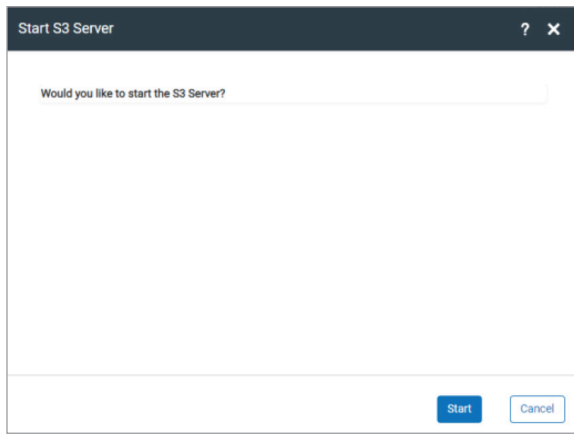 Start S3 Server
? ×
Would you like to start the S3 Server?
Start
Cancel